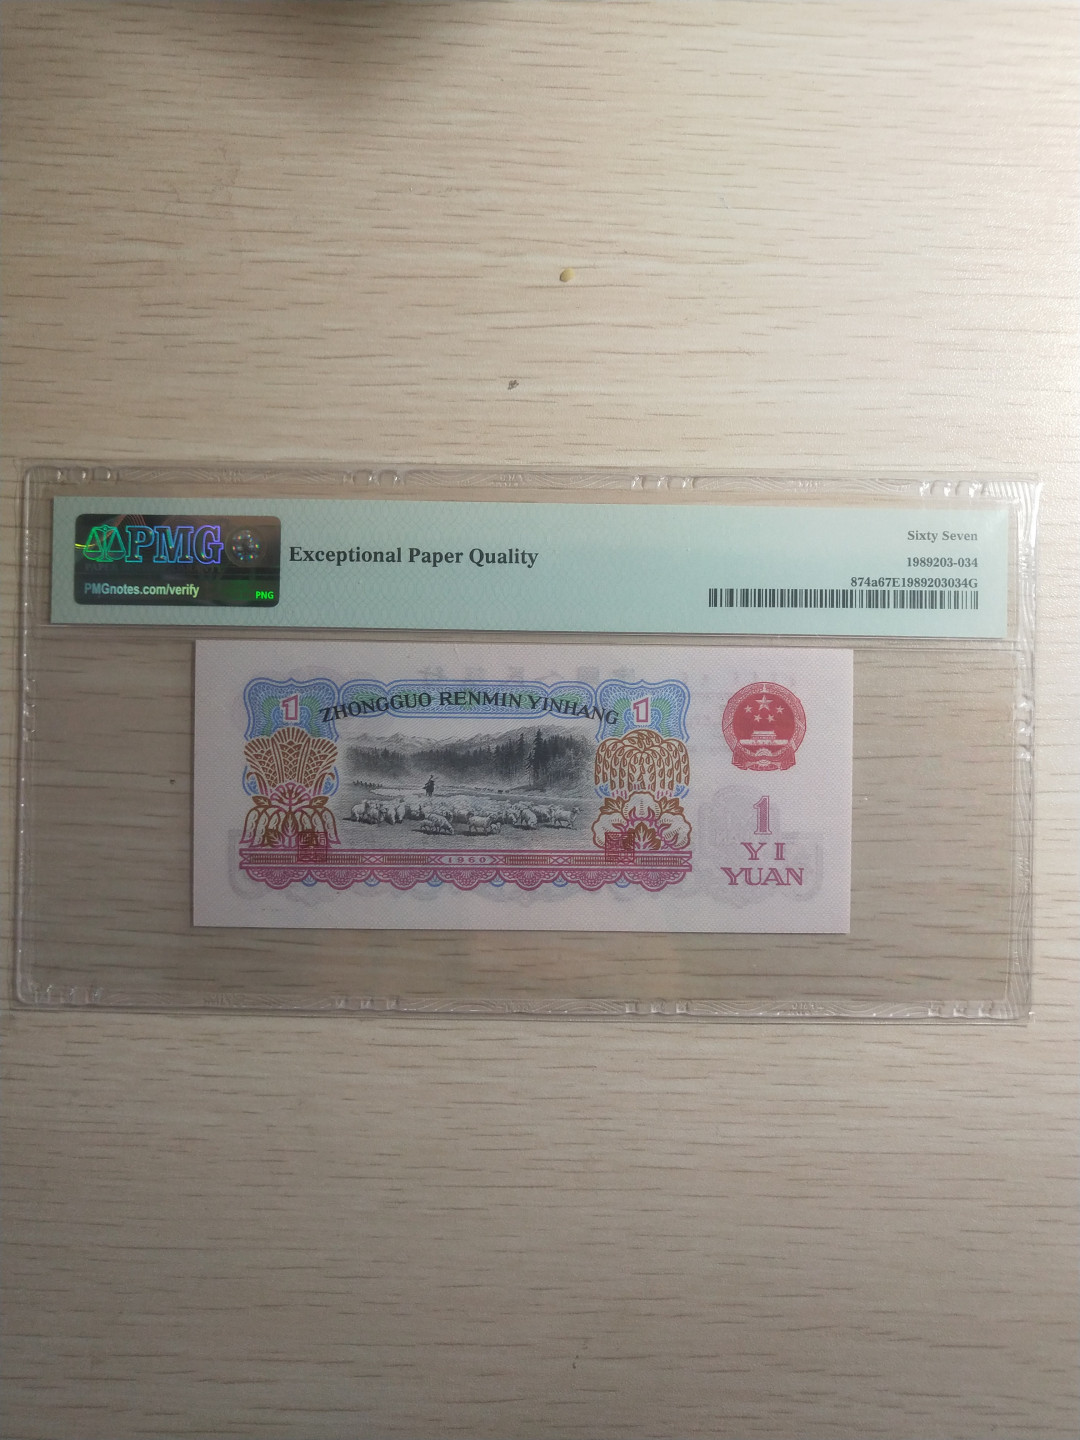 PMG
PMGnotes.com/verify
PNG
Exceptional Paper Quality
Sixty Seven
1989203-034
874a67E1989203034G
1
ZHONGGUO RENMIN YINHANG
1
1960
1
YI
YUAN